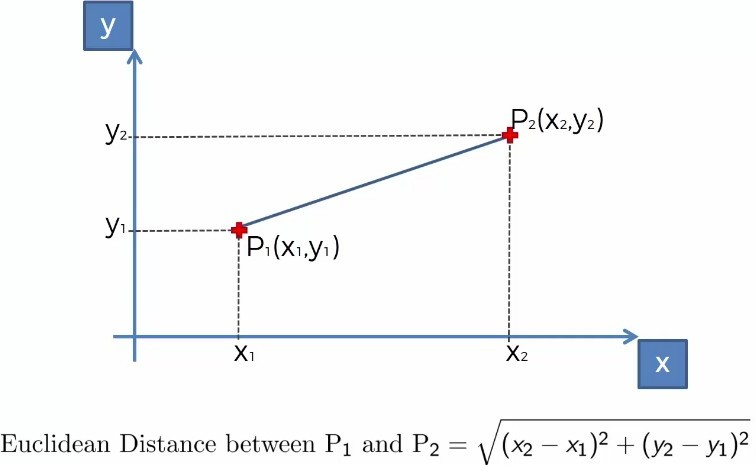 y
y₂
P₂(x₂,y₂)
y₁
P₁(x₁,y₁)
x₁
x₂
x
Euclidean Distance between P₁ and P₂ = √(x₂ − x₁)² + (y₂ − y₁)²